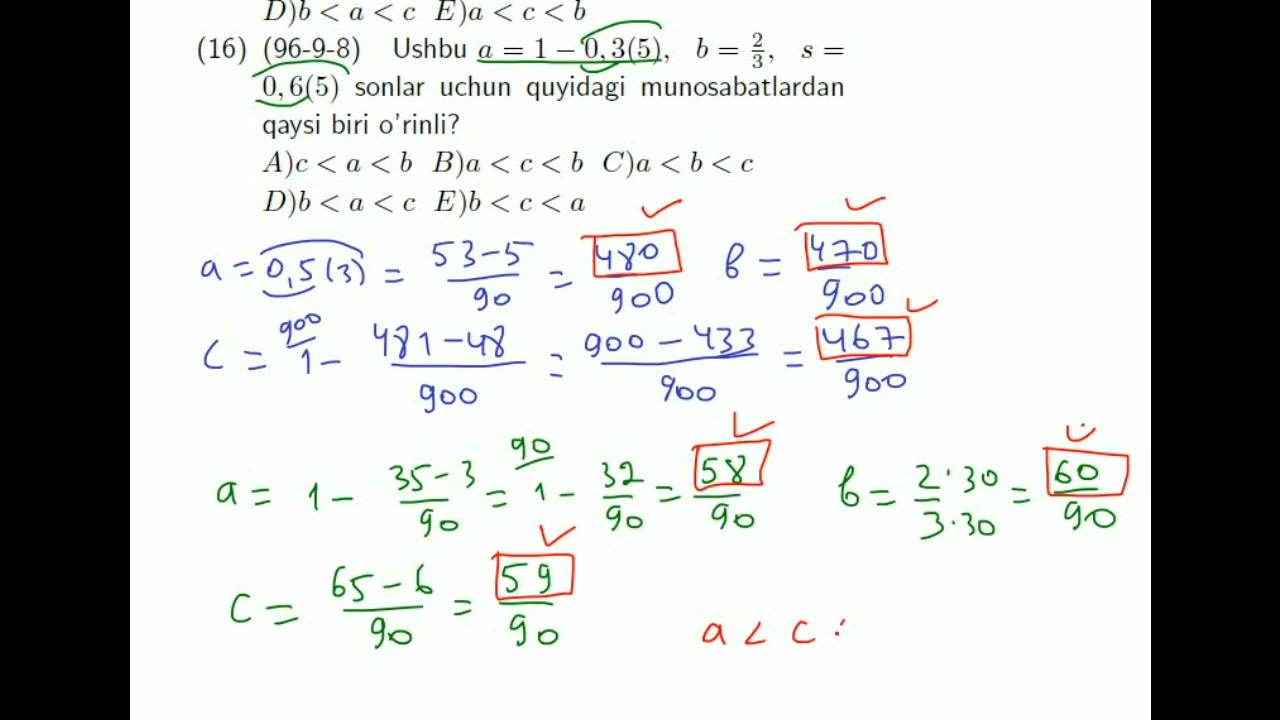 D)b < a < c E)a < c < b
(16) (96-9-8) Ushbu a = 1 − 0,3(5), b = 2/3, s =
0,6(5) sonlar uchun quyidagi munosabatlardan
qaysi biri o'rinli?
A)c < a < b B)a < c < b C)a < b < c
D)b < a < c E)b < c < a
a = 0,5(3) = 53-5/90 = 480/900 b = 470/900
c = 900 1 - 481-48/900 = 900-433/900 = 467/900
a = 1 - 35-3/90 = 90 1 - 32/90 = 58/90 b = 2·30/3·30 = 60/90
c = 65-6/90 = 59/90
a < c